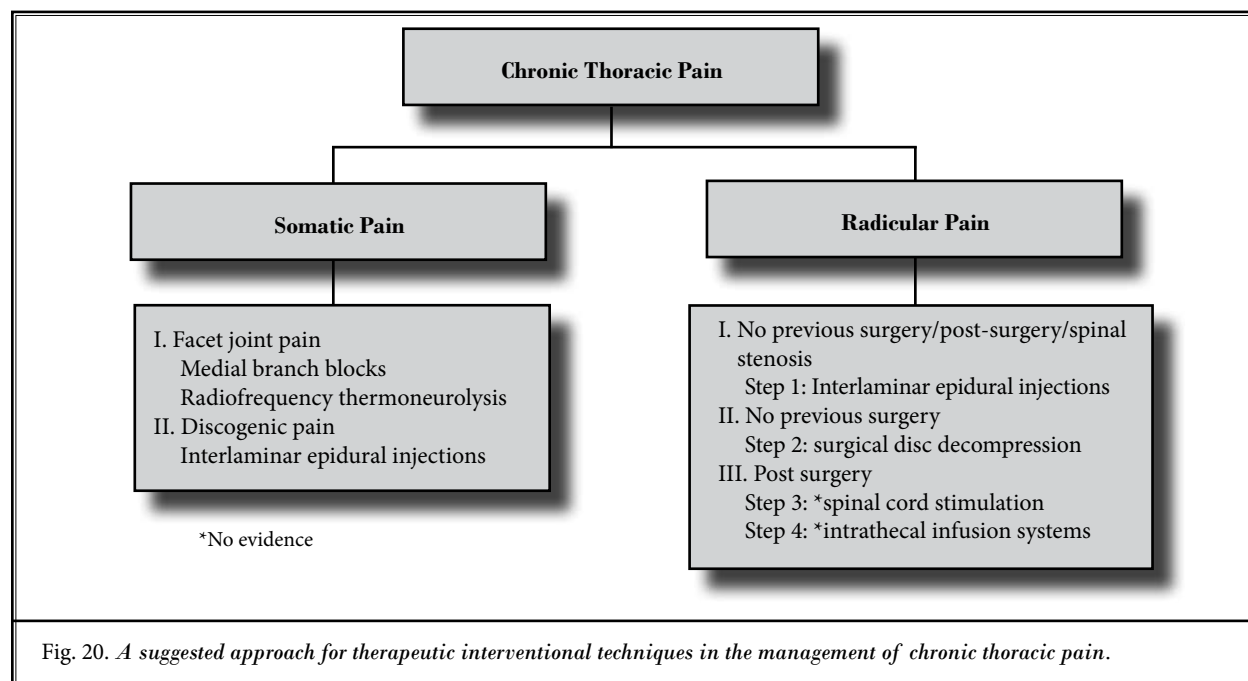 Chronic Thoracic Pain
Somatic Pain
I. Facet joint pain
Medial branch blocks
Radiofrequency thermoneurolysis
II. Discogenic pain
Interlaminar epidural injections
*No evidence
Radicular Pain
I. No previous surgery/post-surgery/spinal
stenosis
Step 1: Interlaminar epidural injections
II. No previous surgery
Step 2: surgical disc decompression
III. Post surgery
Step 3: *spinal cord stimulation
Step 4: *intrathecal infusion systems
Fig. 20. A suggested approach for therapeutic interventional techniques in the management of chronic thoracic pain.